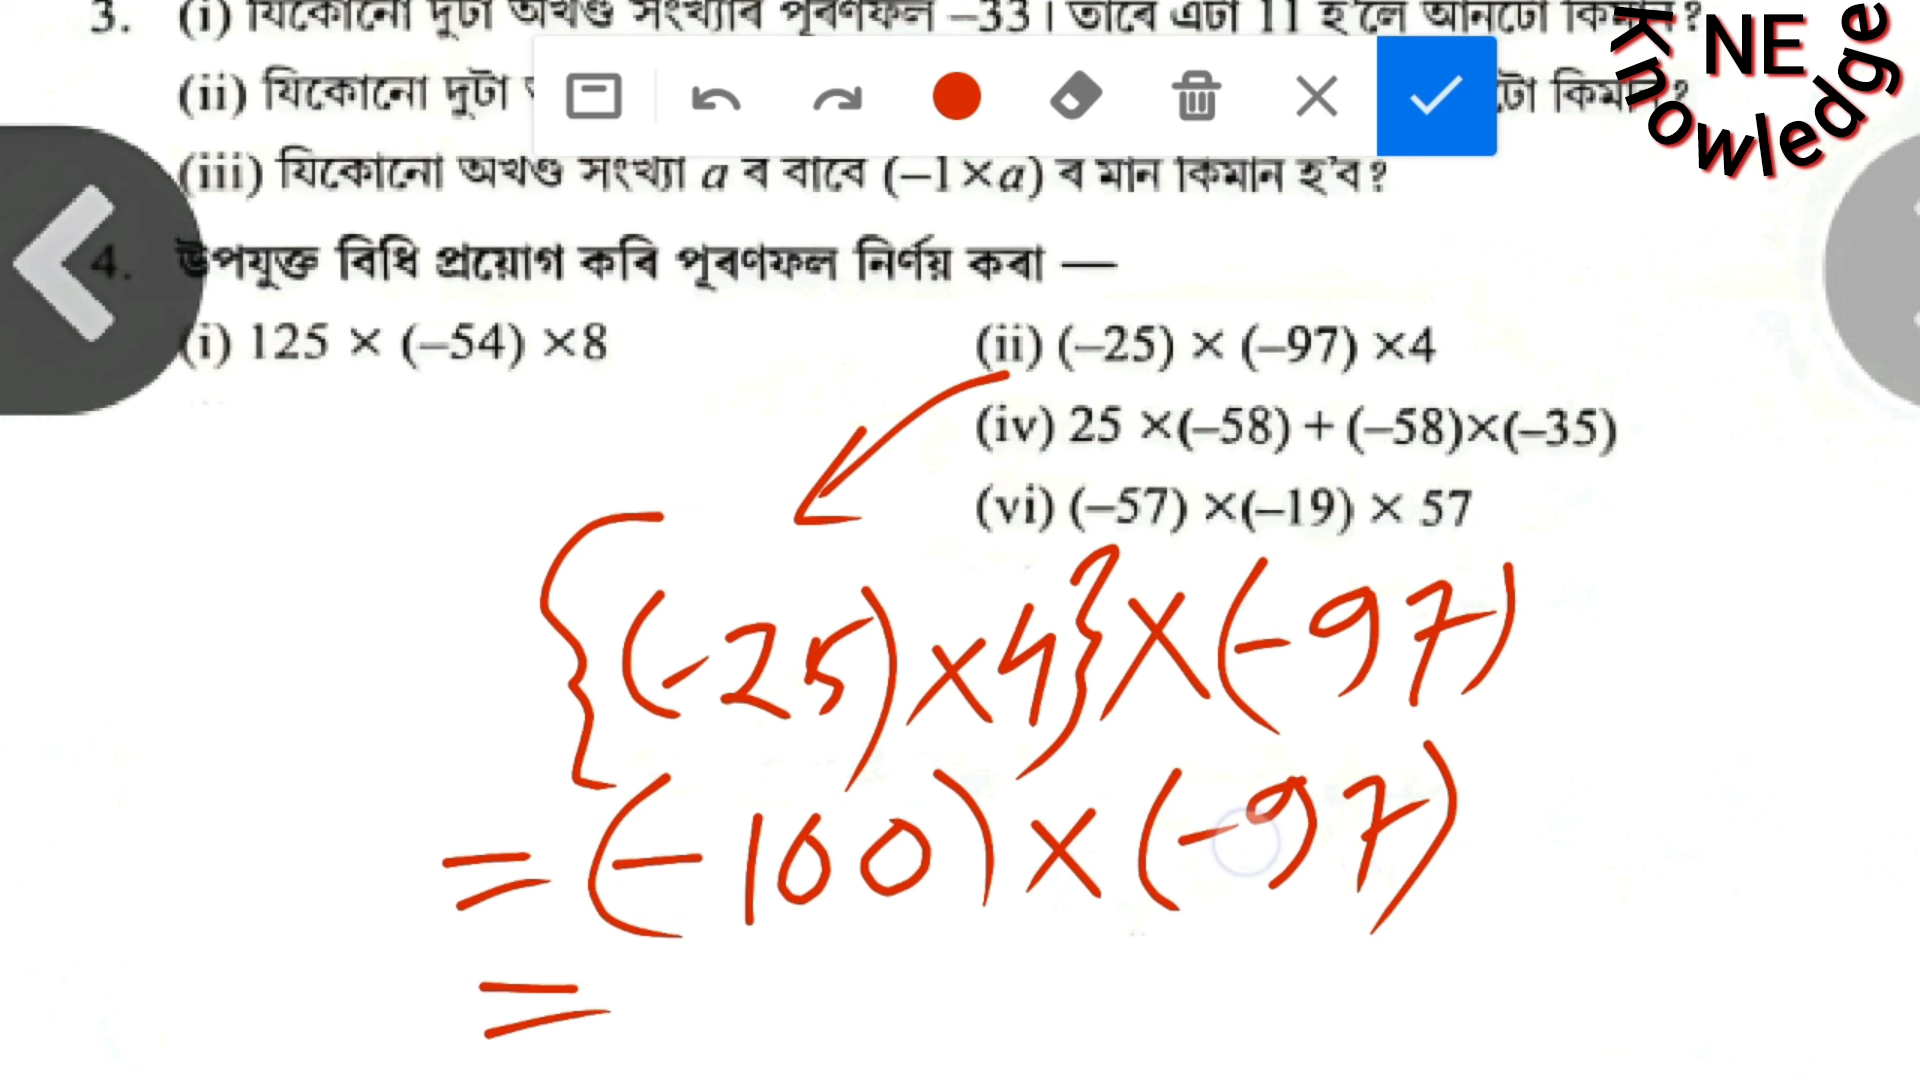 3. (i) যিকোনো দুটা অখণ্ড সংখ্যাৰ পূৰণফল –33। তাৰে এটা 11 হ'লে আনটো কিমান?
(ii) যিকোনো দুটা টো কিমান?
(iii) যিকোনো অখণ্ড সংখ্যা a ৰ বাবে (–1×a) ৰ মান কিমান হ'ব?
4. উপযুক্ত বিধি প্ৰয়োগ কৰি পূৰণফল নিৰ্ণয় কৰা —
(i) 125 × (–54) ×8
(ii) (–25) × (–97) ×4
(iv) 25 ×(–58) + (–58)×(–35)
(vi) (–57) ×(–19) × 57
{(-25)×4}×(-97)
=(-100)×(-97)
=
NE
Knowledge